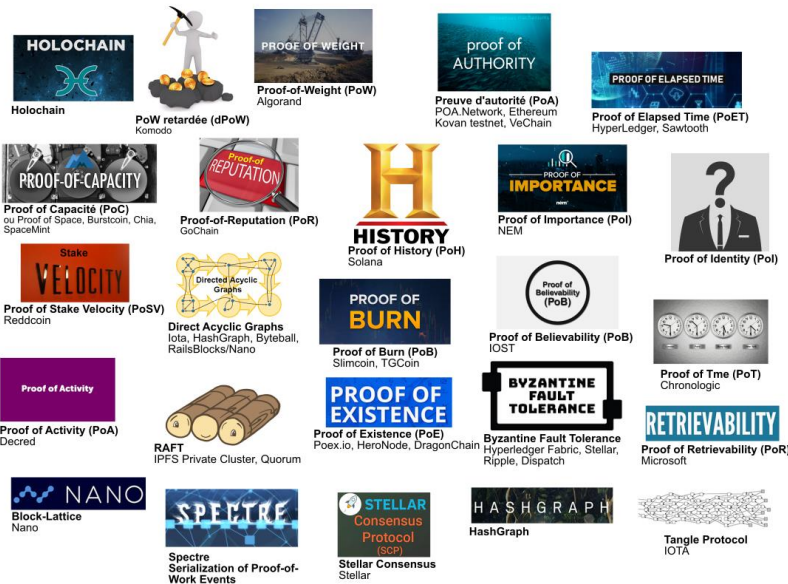 HOLOCHAIN
Holochain
PoW retardée (dPoW)
Komodo
PROOF OF WEIGHT
Proof-of-Weight (PoW)
Algorand
proof of
AUTHORITY
Preuve d'autorité (PoA)
POA.Network, Ethereum
Kovan testnet, VeChain
PROOF OF ELAPSED TIME
Proof of Elapsed Time (PoET)
HyperLedger, Sawtooth
PROOF-OF-CAPACITY
Proof of Capacité (PoC)
ou Proof of Space, Burstcoin, Chia,
SpaceMint
Proof-of
REPUTATION
Proof-of-Reputation (PoR)
GoChain
H
HISTORY
Proof of History (PoH)
Solana
PROOF OF
IMPORTANCE
nem
Proof of Importance (PoI)
NEM
?
Proof of Identity (PoI)
Stake
VELOCITY
Proof of Stake Velocity (PoSV)
Reddcoin
Directed Acyclic
Graphs
Direct Acyclic Graphs
Iota, HashGraph, Byteball,
RailsBlocks/Nano
PROOF OF
BURN
Proof of Burn (PoB)
Slimcoin, TGCoin
Proof of
Believability
(PoB)
Proof of Believability (PoB)
IOST
Proof of Tme (PoT)
Chronologic
Proof of Activity
Proof of Activity (PoA)
Decred
RAFT
IPFS Private Cluster, Quorum
PROOF OF
EXISTENCE
Proof of Existence (PoE)
Poex.io, HeroNode, DragonChain
BYZANTINE
FAULT
TOLERANCE
Byzantine Fault Tolerance
Hyperledger Fabric, Stellar,
Ripple, Dispatch
RETRIEVABILITY
Proof of Retrievability (PoR)
Microsoft
NANO
Block-Lattice
Nano
SPECTRE
Spectre
Serialization of Proof-of-
Work Events
STELLAR
Consensus
Protocol
(SCP)
Stellar Consensus
Stellar
HASHGRAPH
HashGraph
Tangle Protocol
IOTA